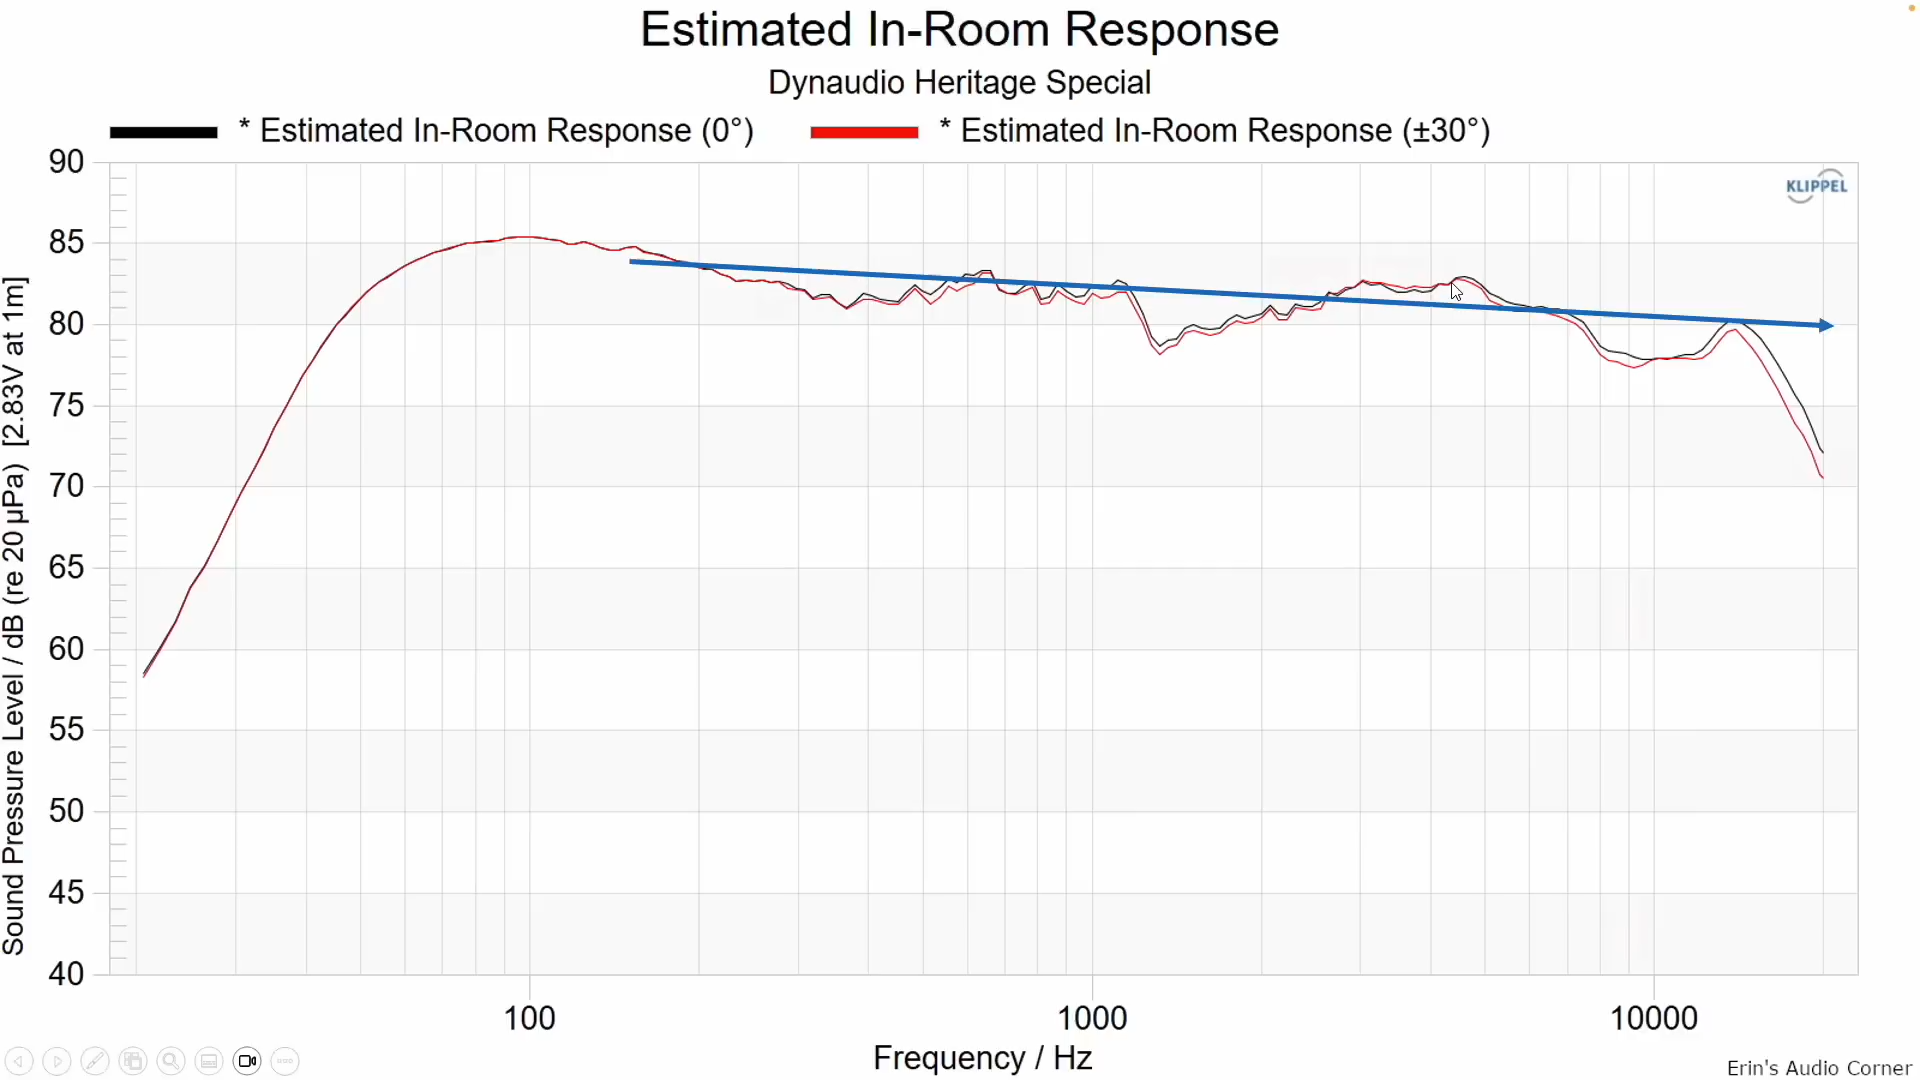 Estimated In-Room Response
Dynaudio Heritage Special
* Estimated In-Room Response (0°)
* Estimated In-Room Response (±30°)
KLIPPEL
90
85
80
75
70
65
60
55
50
45
40
Sound Pressure Level / dB (re 20 µPa) [2.83V at 1m]
100
1000
10000
Frequency / Hz
Erin's Audio Corner